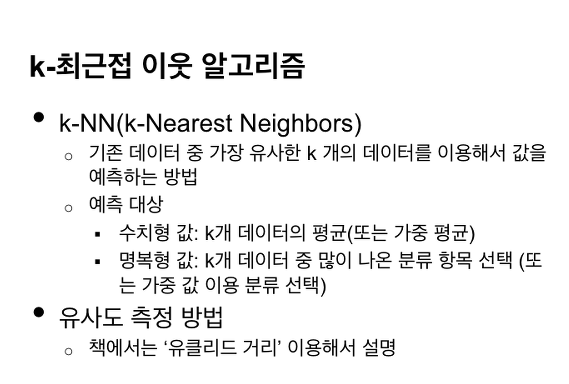 k-최근접 이웃 알고리즘
• k-NN(k-Nearest Neighbors)
○ 기존 데이터 중 가장 유사한 k 개의 데이터를 이용해서 값을
예측하는 방법
○ 예측 대상
▪ 수치형 값: k개 데이터의 평균(또는 가중 평균)
▪ 명복형 값: k개 데이터 중 많이 나온 분류 항목 선택 (또
는 가중 값 이용 분류 선택)
• 유사도 측정 방법
○ 책에서는 ‘유클리드 거리’ 이용해서 설명